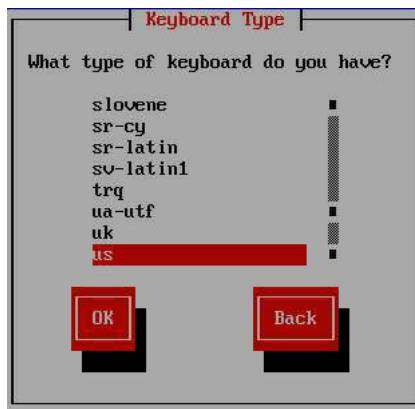 Keyboard Type
What type of keyboard do you have?
slovene
sr-cy
sr-latin
sv-latin1
trq
ua-utf
uk
us
OK Back